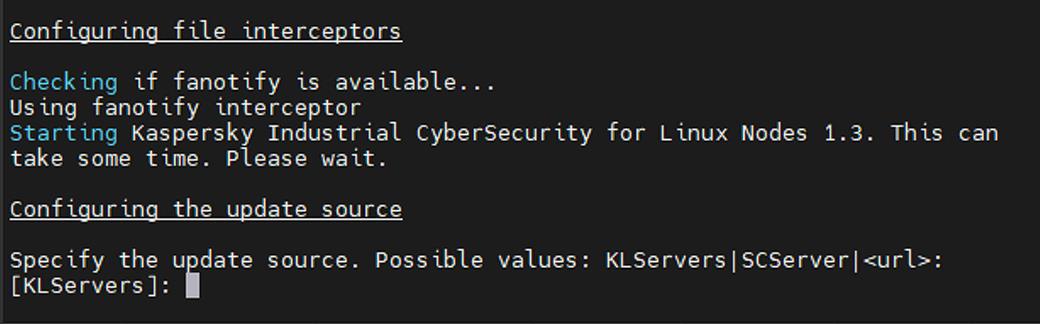 Configuring file interceptors
Checking if fanotify is available...
Using fanotify interceptor
Starting Kaspersky Industrial CyberSecurity for Linux Nodes 1.3. This can
take some time. Please wait.
Configuring the update source
Specify the update source. Possible values: KLServers|SCServer|<url>:
[KLServers]: